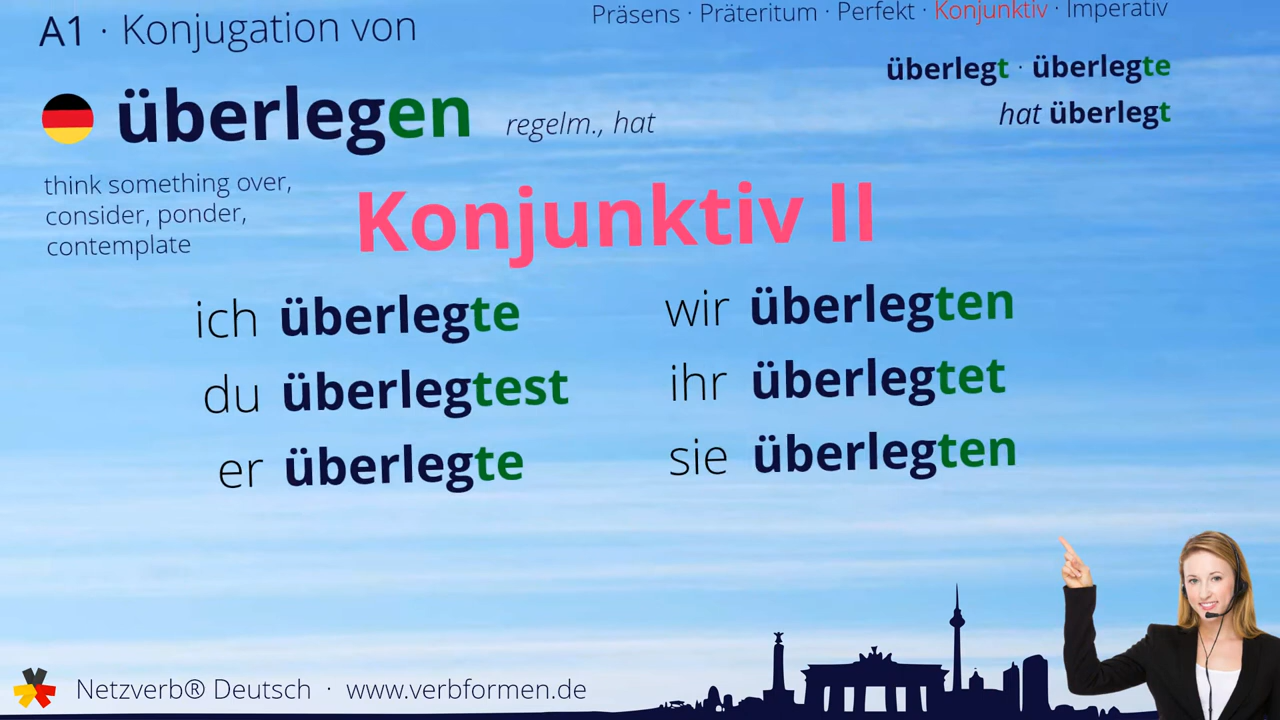 A1 · Konjugation von
Präsens · Präteritum · Perfekt · Konjunktiv · Imperativ
überlegen regelm., hat
überlegt · überlegte
hat überlegt
think something over,
consider, ponder,
contemplate
Konjunktiv II
ich überlegte
du überlegtest
er überlegte
wir überlegten
ihr überlegtet
sie überlegten
Netzverb® Deutsch · www.verbformen.de